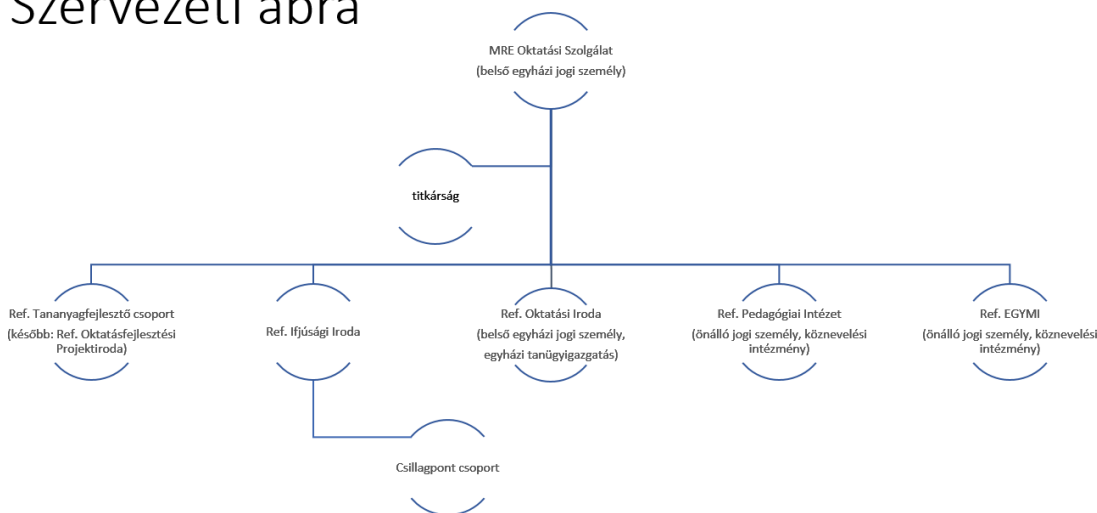 Szervezeti ábra
MRE Oktatási Szolgálat
(belső egyházi jogi személy)
titkárság
Ref. Tananyagfejlesztő csoport
(később: Ref. Oktatásfejlesztési
Projektiroda)
Ref. Ifjúsági Iroda
Ref. Oktatási Iroda
(belső egyházi jogi személy,
egyházi tanügyigazgatás)
Ref. Pedagógiai Intézet
(önálló jogi személy, köznevelési
intézmény)
Ref. EGYMI
(önálló jogi személy, köznevelési
intézmény)
Csillagpont csoport